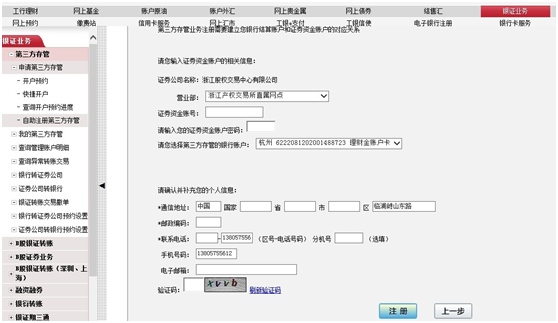 工行理财 网上基金 账户原油 账户外汇 网上贵金属 网上债券 结售汇 银证业务
网上预约 缴费站 信用卡服务 网上汇市 工银e支付 工银信使 电子银行注册 银行卡服务
银证业务
第三方存管
申请第三方存管
开户预约
快捷开户
查询开户预约进度
自助注册第三方存管
我的第三方存管
查询管理账户明细
查询异常转账交易
银行转证券公司
证券公司转银行
银证转账交易撤单
银行转证券公司预约设置
证券公司转银行预约设置
B股银证转账
B股证券业务
B股银证转账(深圳、上海)
融资融券
银衍转账
银证期三通
第三方存管业务注册需要建立您银行结算账户和证券资金账户的对应关系
请您输入证券资金账户的相关信息:
证券公司名称: 浙江股权交易中心有限公司
营业部: 浙江产权交易所直属网点
证券资金账号:
请输入您的证券资金账户密码:
请您选择第三方存管的银行账户: 杭州 6222081202001488723 理财金账户卡
请确认并补充您的个人信息:
*通信地址: 中国 国家 省 市 区 临浦峙山东路
*邮政编码:
*联系电话: -138057556 (区号-电话号码) 分机号 (选填)
手机号码: 13805755612
电子邮箱:
验证码: xvvb 刷新验证码
注 册 上一步